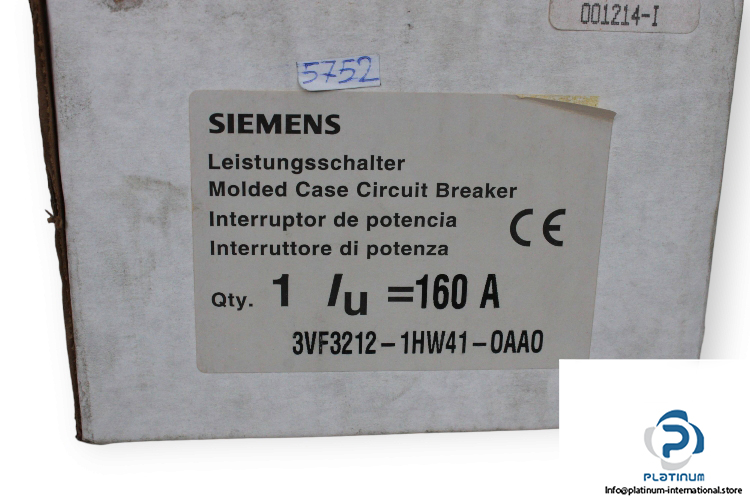 001214-I
5752
SIEMENS
Leistungsschalter
Molded Case Circuit Breaker
Interruptor de potencia
Interruttore di potenza
CE
Qty. 1 Iu =160 A
3VF3212-1HW41-0AA0
PLATINUM
Info@platinum-international.store